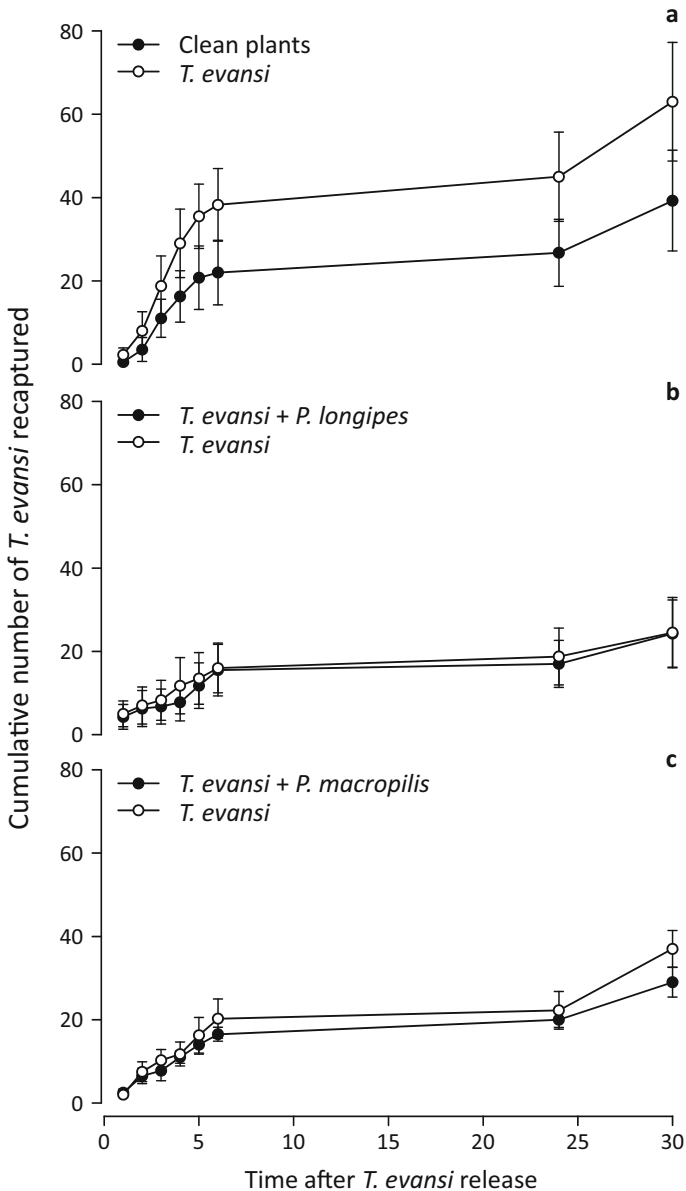 a
80
60
40
20
0
Clean plants
T. evansi
b
80
60
40
20
0
T. evansi + P. longipes
T. evansi
c
80
60
40
20
0
T. evansi + P. macropilis
T. evansi
0 5 10 15 20 25 30
Time after T. evansi release
Cumulative number of T. evansi recaptured